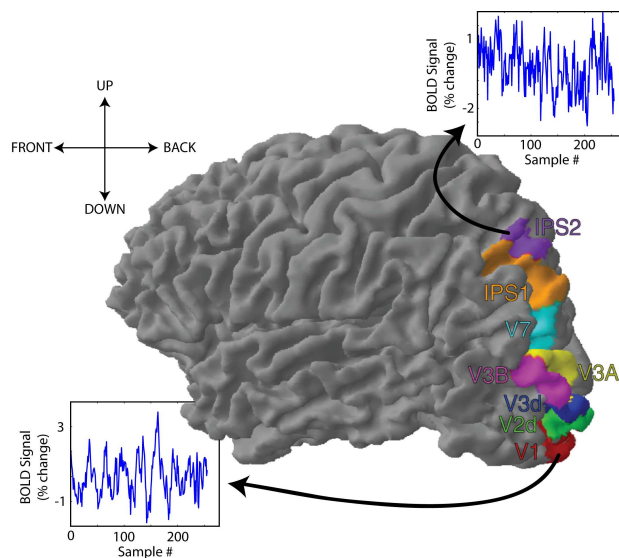 BOLD Signal
(% change)
1
-2
0
100
200
Sample #
UP
FRONT
BACK
DOWN
IPS2
IPS1
V7
V3B
V3A
V3d
V2d
V1
BOLD Signal
(% change)
3
-1
0
100
200
Sample #